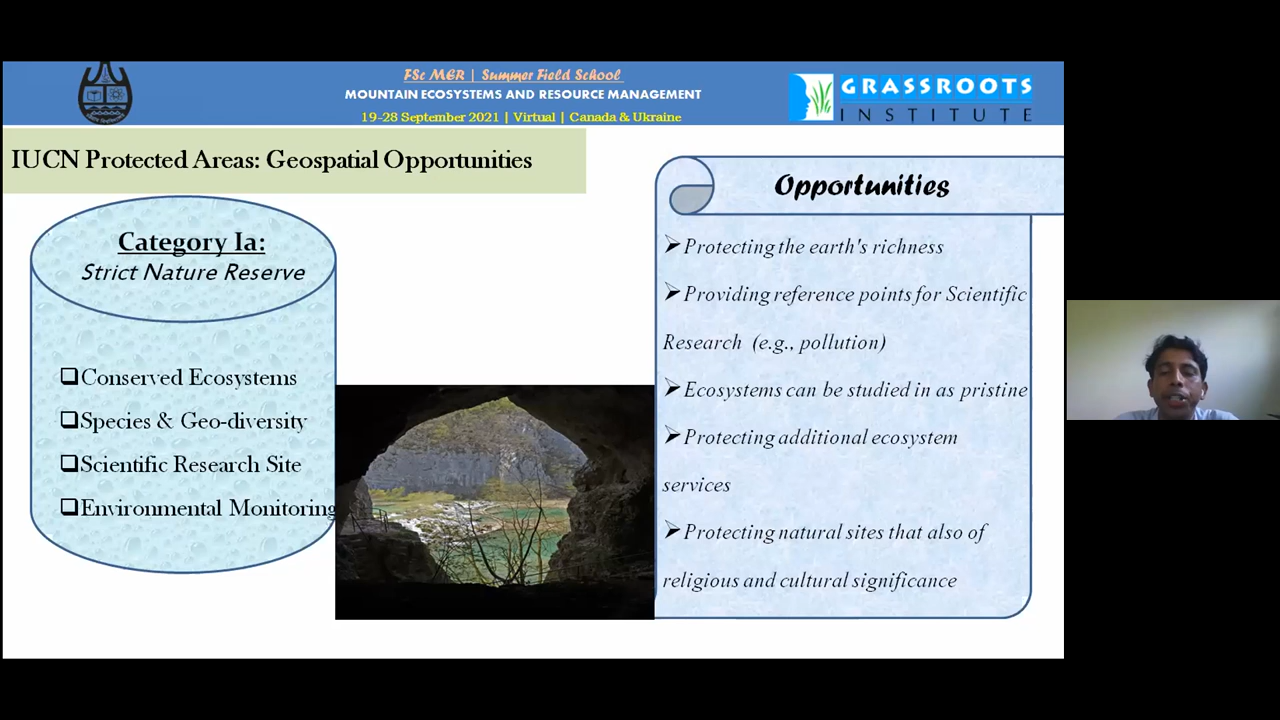 FSc MER | Summer Field School
MOUNTAIN ECOSYSTEMS AND RESOURCE MANAGEMENT
19-28 September 2021 | Virtual | Canada & Ukraine
GRASSROOTS
INSTITUTE
IUCN Protected Areas: Geospatial Opportunities
Category Ia:
Strict Nature Reserve
Conserved Ecosystems
Species & Geo-diversity
Scientific Research Site
Environmental Monitoring
Opportunities
Protecting the earth's richness
Providing reference points for Scientific
Research (e.g., pollution)
Ecosystems can be studied in as pristine
Protecting additional ecosystem
services
Protecting natural sites that also of
religious and cultural significance